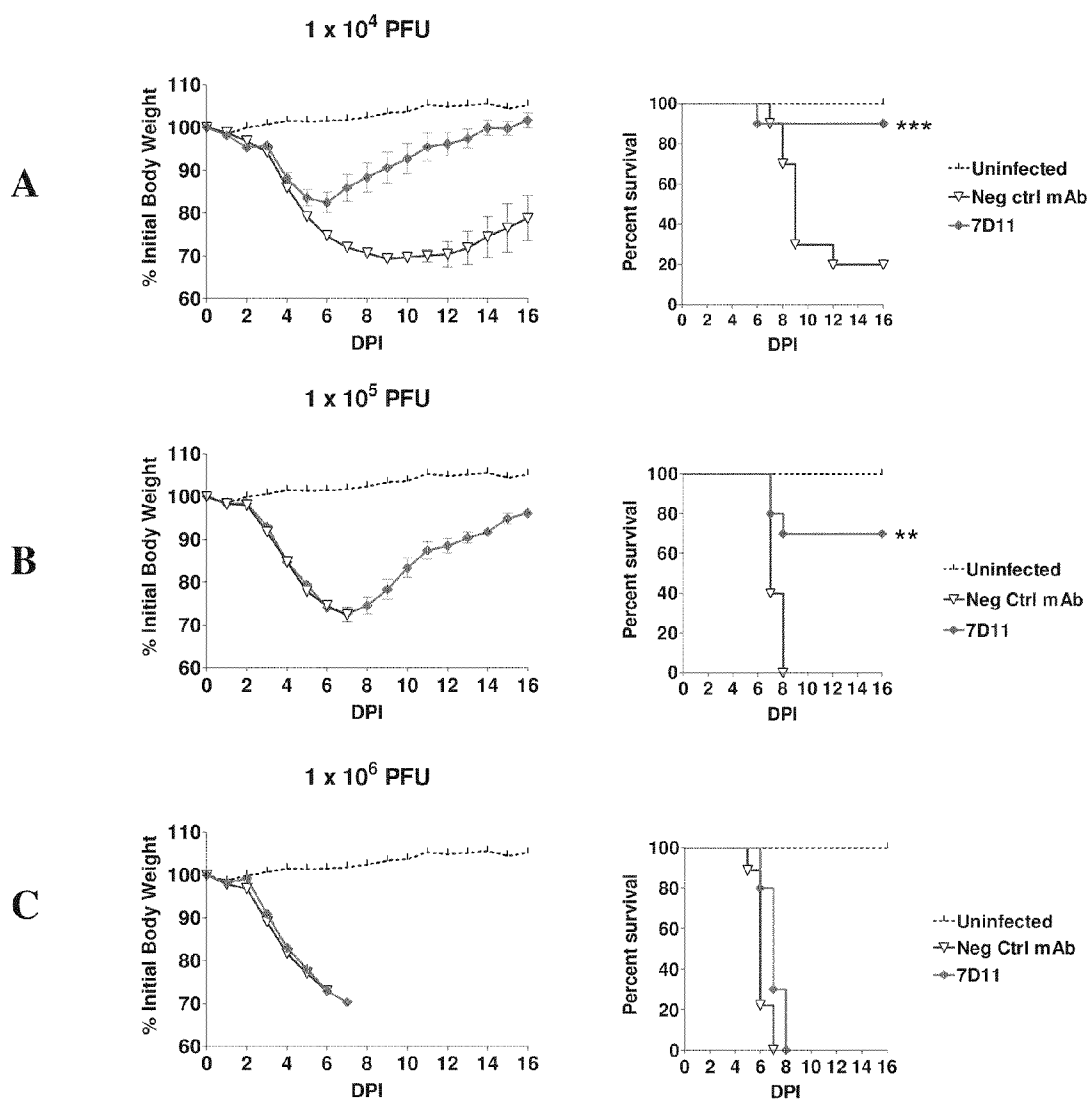 1 x 10⁴ PFU
A
% Initial Body Weight
110
100
90
80
70
60
0 2 4 6 8 10 12 14 16
DPI
Percent survival
100
80
60
40
20
0
0 2 4 6 8 10 12 14 16
DPI
***
Uninfected
Neg ctrl mAb
7D11
1 x 10⁵ PFU
B
% Initial Body Weight
110
100
90
80
70
60
0 2 4 6 8 10 12 14 16
DPI
Percent survival
100
80
60
40
20
0
0 2 4 6 8 10 12 14 16
DPI
**
Uninfected
Neg Ctrl mAb
7D11
1 x 10⁶ PFU
C
% Initial Body Weight
110
100
90
80
70
60
0 2 4 6 8 10 12 14 16
DPI
Percent survival
100
80
60
40
20
0
0 2 4 6 8 10 12 14 16
DPI
Uninfected
Neg Ctrl mAb
7D11